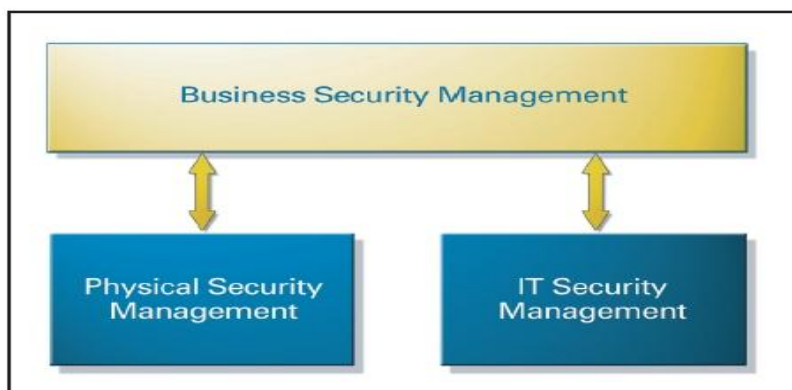 Business Security Management
Physical Security
Management
IT Security
Management